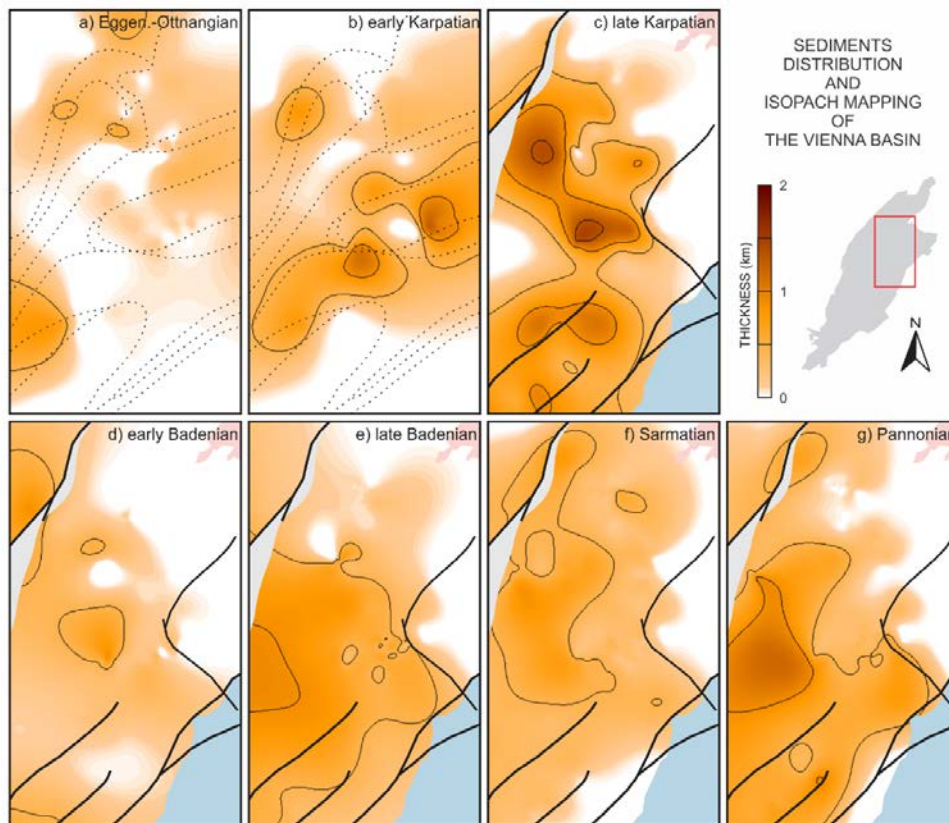 a) Eggen.-Ottnangian
b) early Karpatian
c) late Karpatian
SEDIMENTS
DISTRIBUTION
AND
ISOPACH MAPPING
OF
THE VIENNA BASIN
2
1
0
THICKNESS (km)
N
d) early Badenian
e) late Badenian
f) Sarmatian
g) Pannonian